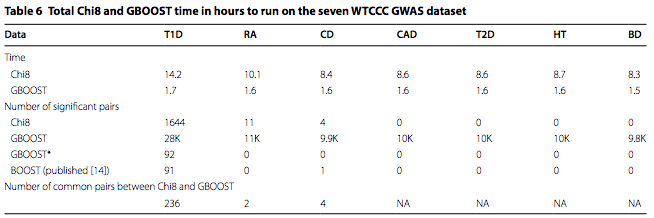 Table 6 Total Chi8 and GBOOST time in hours to run on the seven WTCCC GWAS dataset
Data T1D RA CD CAD T2D HT BD
Time
Chi8 14.2 10.1 8.4 8.6 8.6 8.7 8.3
GBOOST 1.7 1.6 1.6 1.6 1.6 1.6 1.5
Number of significant pairs
Chi8 1644 11 4 0 0 0 0
GBOOST 28K 11K 9.9K 10K 10K 10K 9.8K
GBOOST* 92 0 0 0 0 0 0
BOOST (published [14]) 91 0 1 0 0 0 0
Number of common pairs between Chi8 and GBOOST
236 2 4 NA NA NA NA